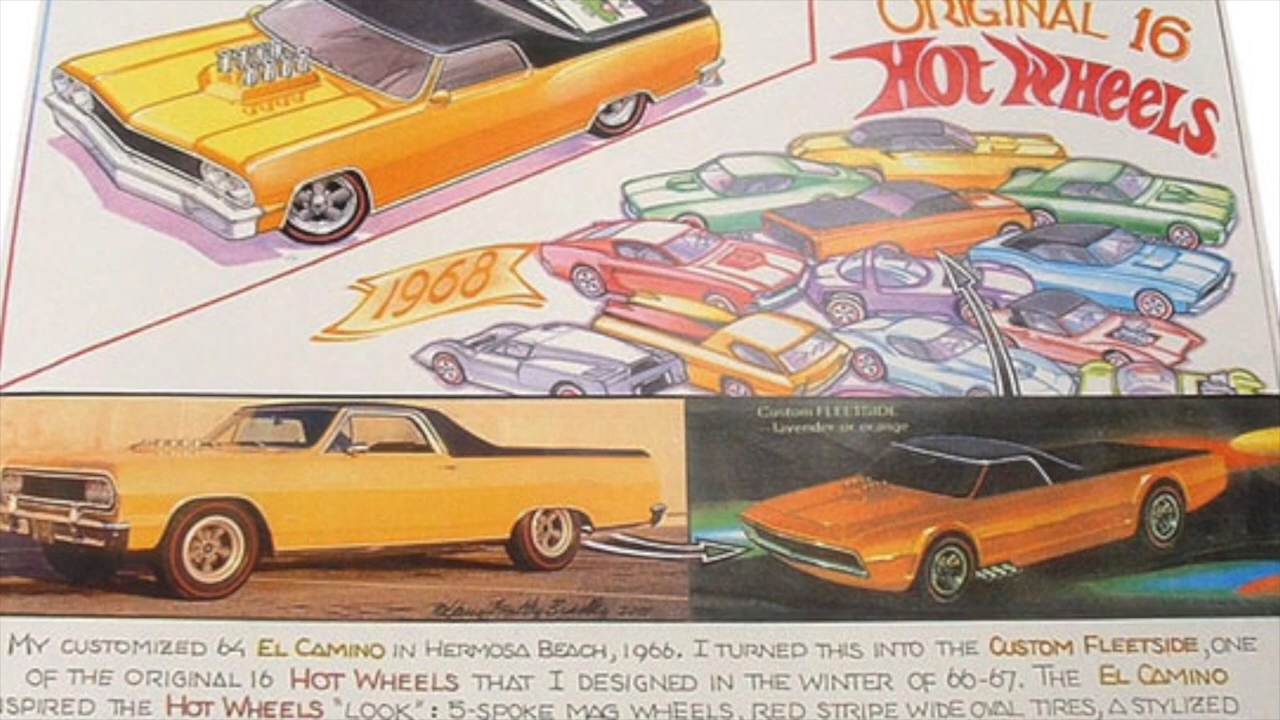 ORIGINAL 16
HOT WHEELS
1968
Custom FLEETSIDE
lavender or orange
MY CUSTOMIZED 64 EL CAMINO IN HERMOSA BEACH, 1966. I TURNED THIS INTO THE CUSTOM FLEETSIDE, ONE
OF THE ORIGINAL 16 HOT WHEELS THAT I DESIGNED IN THE WINTER OF 66-67. THE EL CAMINO
SPIRED THE HOT WHEELS "LOOK": 5-SPOKE MAG WHEELS, RED STRIPE WIDE OVAL TIRES, A STYLIZED